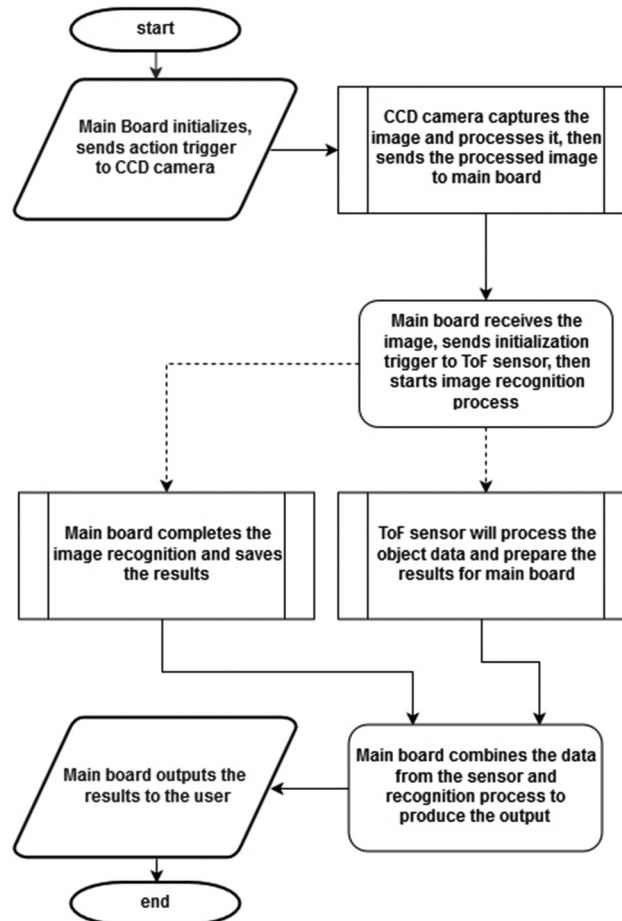 start
Main Board initializes,
sends action trigger
to CCD camera
CCD camera captures the
image and processes it, then
sends the processed image
to main board
Main board receives the
image, sends initialization
trigger to ToF sensor, then
starts image recognition
process
Main board completes the
image recognition and saves
the results
ToF sensor will process the
object data and prepare the
results for main board
Main board combines the data
from the sensor and
recognition process to
produce the output
Main board outputs the
results to the user
end